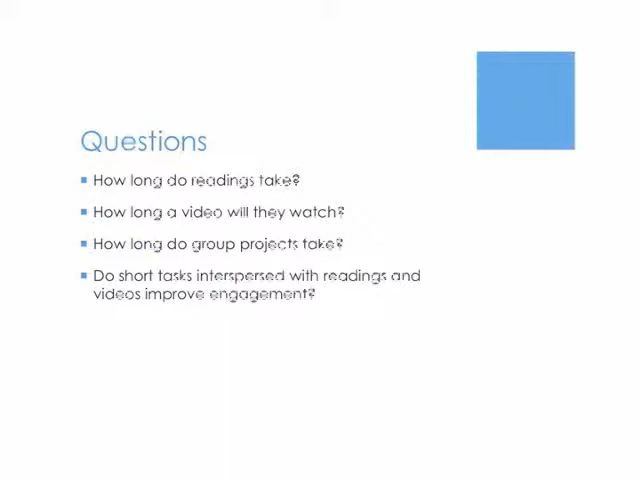 Questions
How long do readings take?
How long a video will they watch?
How long do group projects take?
Do short tasks interspersed with readings and
videos improve engagement?